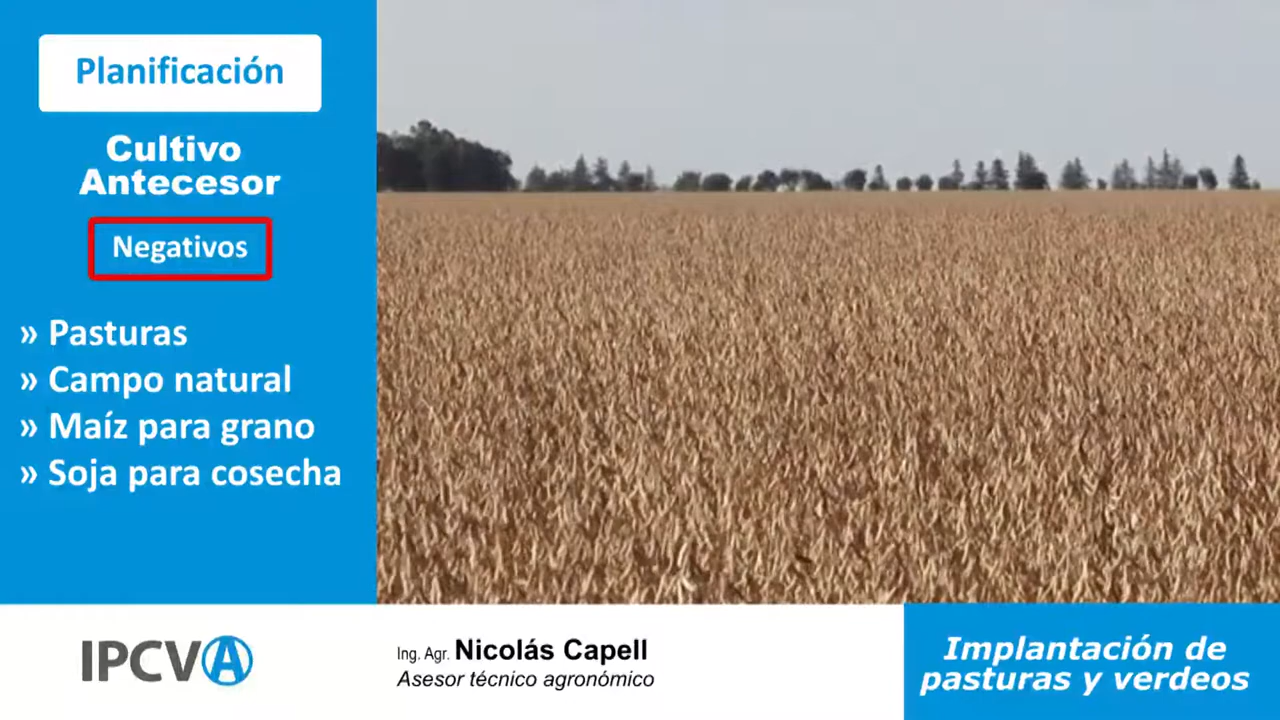 Planificación
Cultivo
Antecesor
Negativos
» Pasturas
» Campo natural
» Maíz para grano
» Soja para cosecha
IPCVA
Ing. Agr. Nicolás Capell
Asesor técnico agronómico
Implantación de
pasturas y verdeos